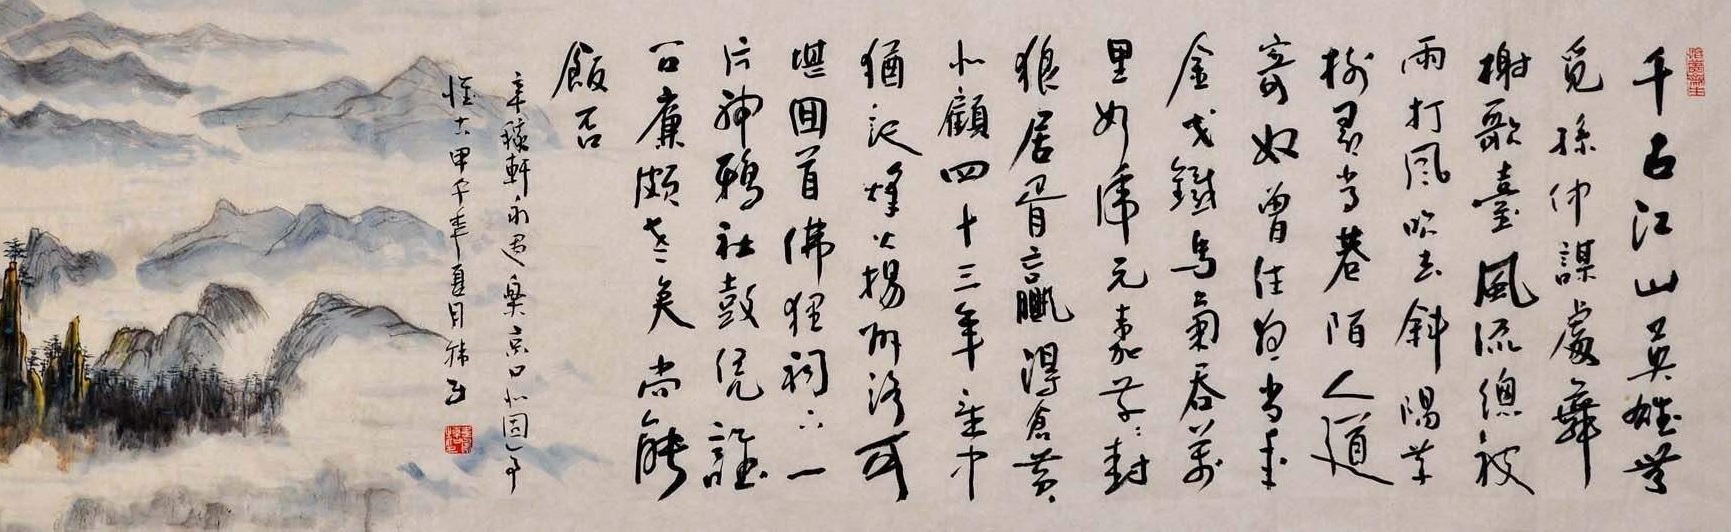 千古江山英雄無
覓孫仲謀處舞
榭歌臺風流總被
雨打風吹去斜陽草
樹尋常巷陌人道
寄奴曾住想當年
金戈鐵馬氣吞萬
里如虎元嘉草草封
狼居胥贏得倉黃
北顧四十三年望中
猶記烽火揚州路可
堪回首佛狸祠下一
片神鴉社鼓憑誰
問廉頗老矣尚能
飯否
辛稼軒永遇樂京口北固亭
懷古甲午年夏月